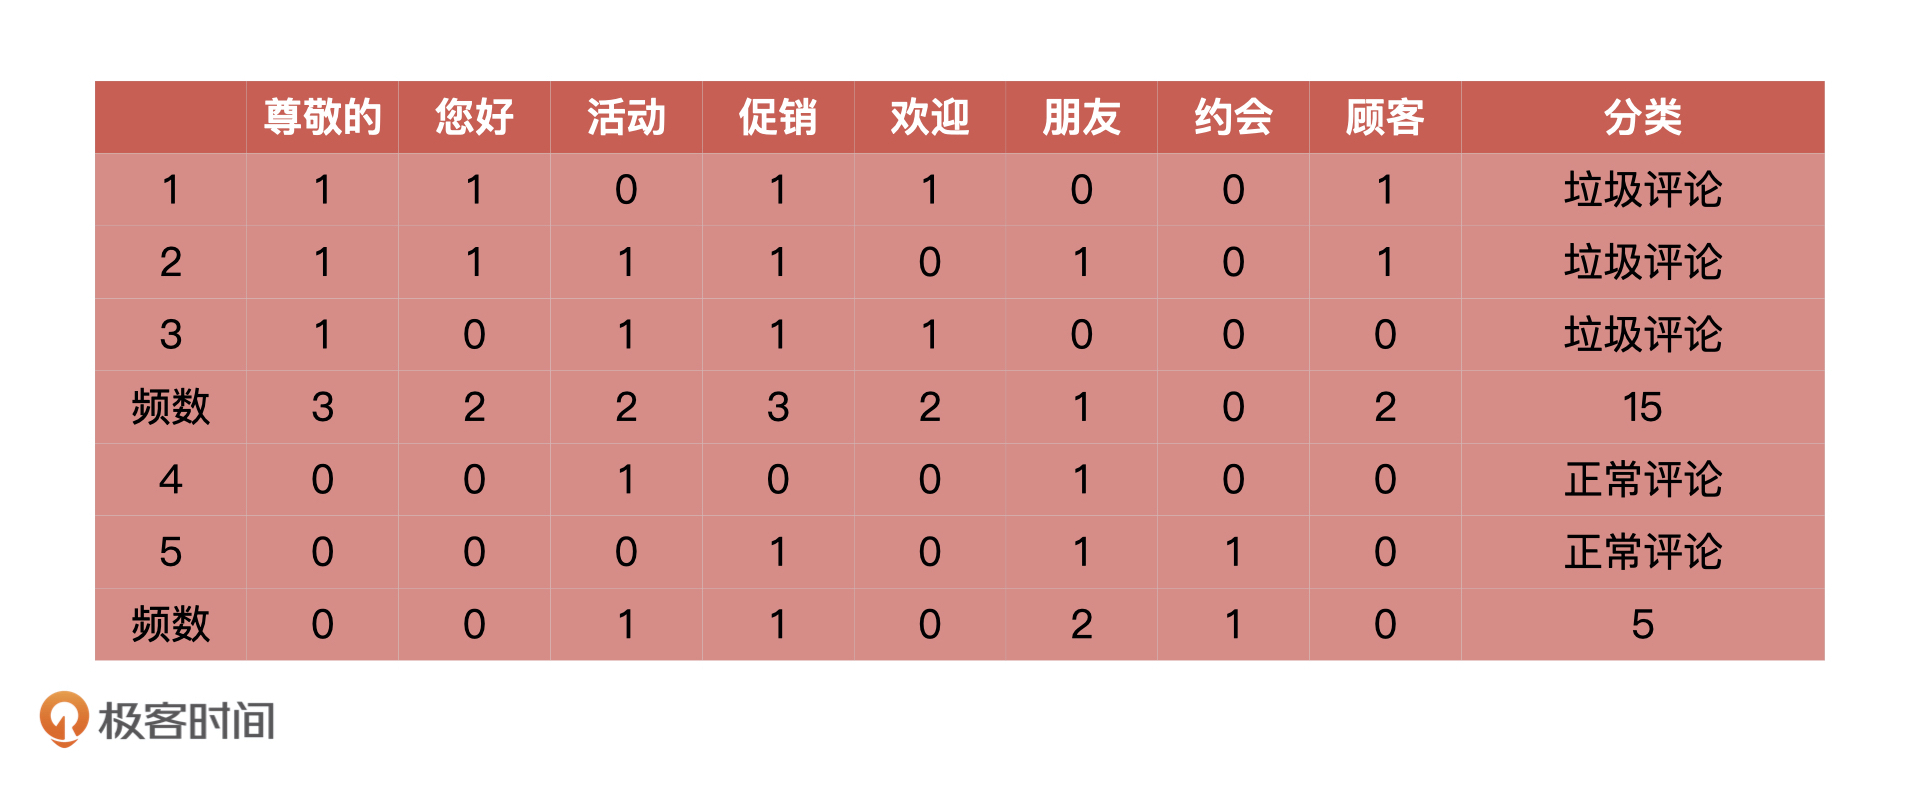 尊敬的 您好 活动 促销 欢迎 朋友 约会 顾客 分类
1 1 1 0 1 1 0 0 1 垃圾评论
2 1 1 1 1 0 1 0 1 垃圾评论
3 1 0 1 1 1 0 0 0 垃圾评论
频数 3 2 2 3 2 1 0 2 15
4 0 0 1 0 0 1 0 0 正常评论
5 0 0 0 1 0 1 1 0 正常评论
频数 0 0 1 1 0 2 1 0 5
极客时间